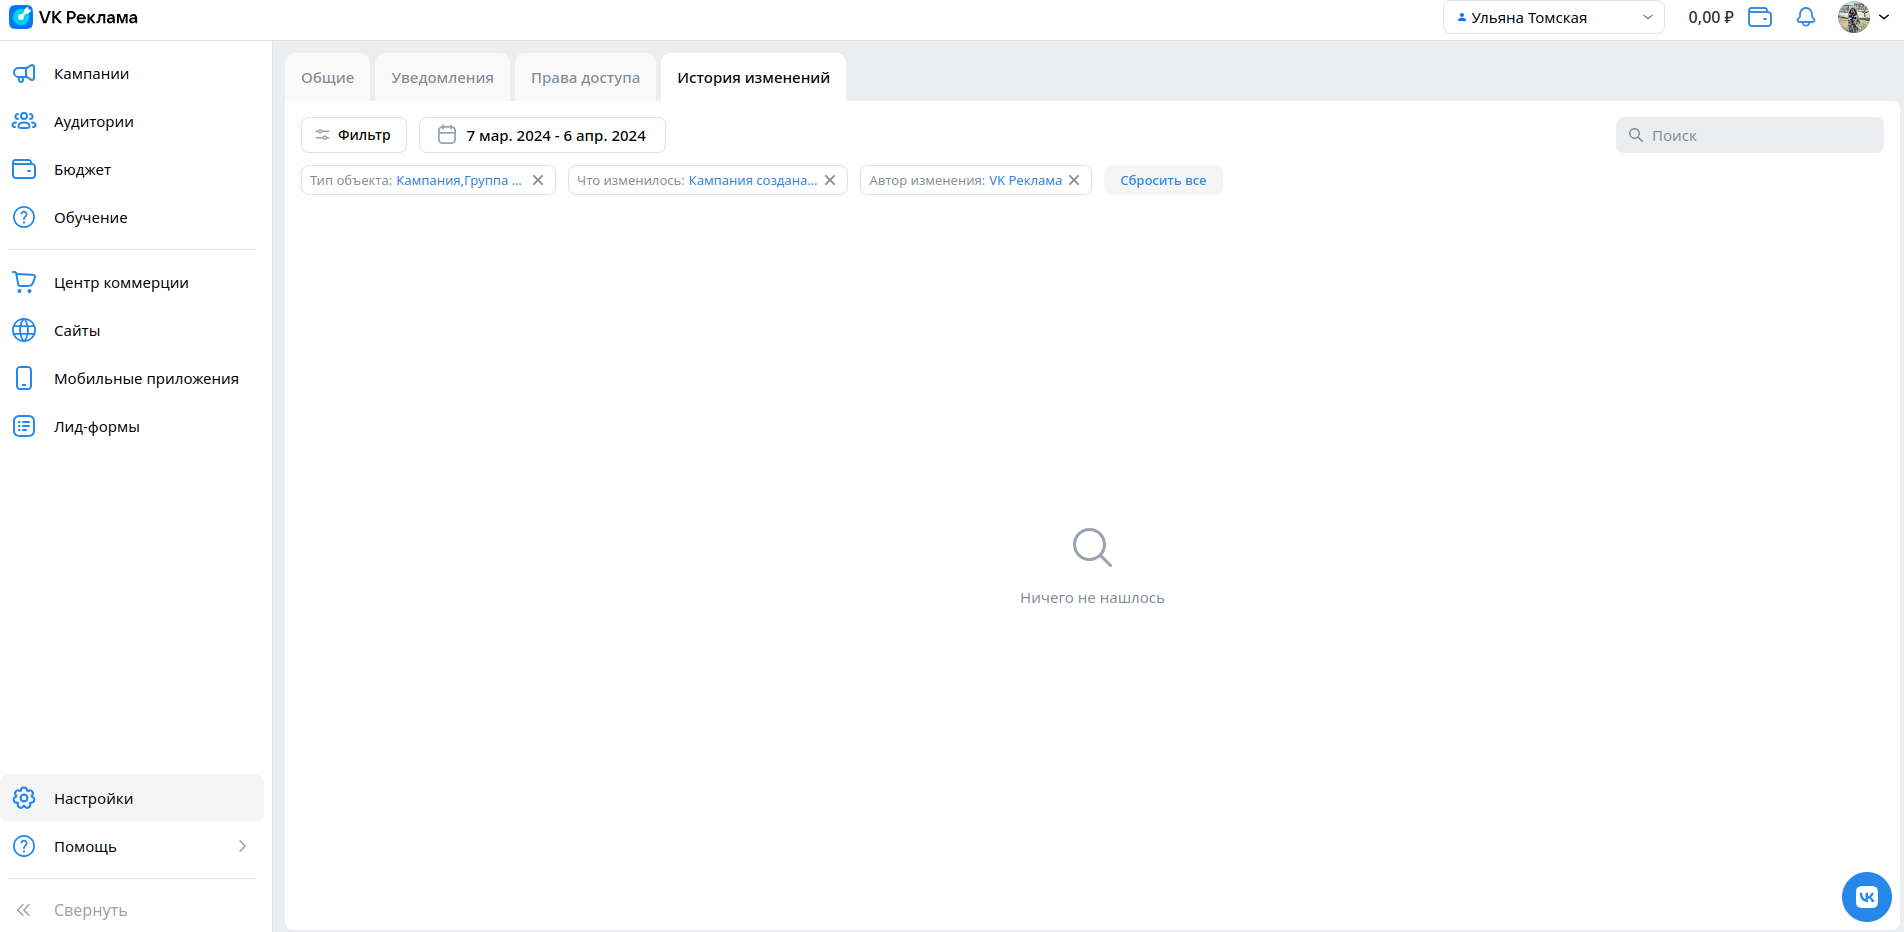 VK Реклама
Ульяна Томская
0,00 ₽
Кампании
Аудитории
Бюджет
Обучение
Центр коммерции
Сайты
Мобильные приложения
Лид-формы
Настройки
Помощь
Свернуть
Общие
Уведомления
Права доступа
История изменений
Фильтр
7 мар. 2024 - 6 апр. 2024
Поиск
Тип объекта: Кампания,Группа ...
Что изменилось: Кампания создана...
Автор изменения: VK Реклама
Сбросить все
Ничего не нашлось